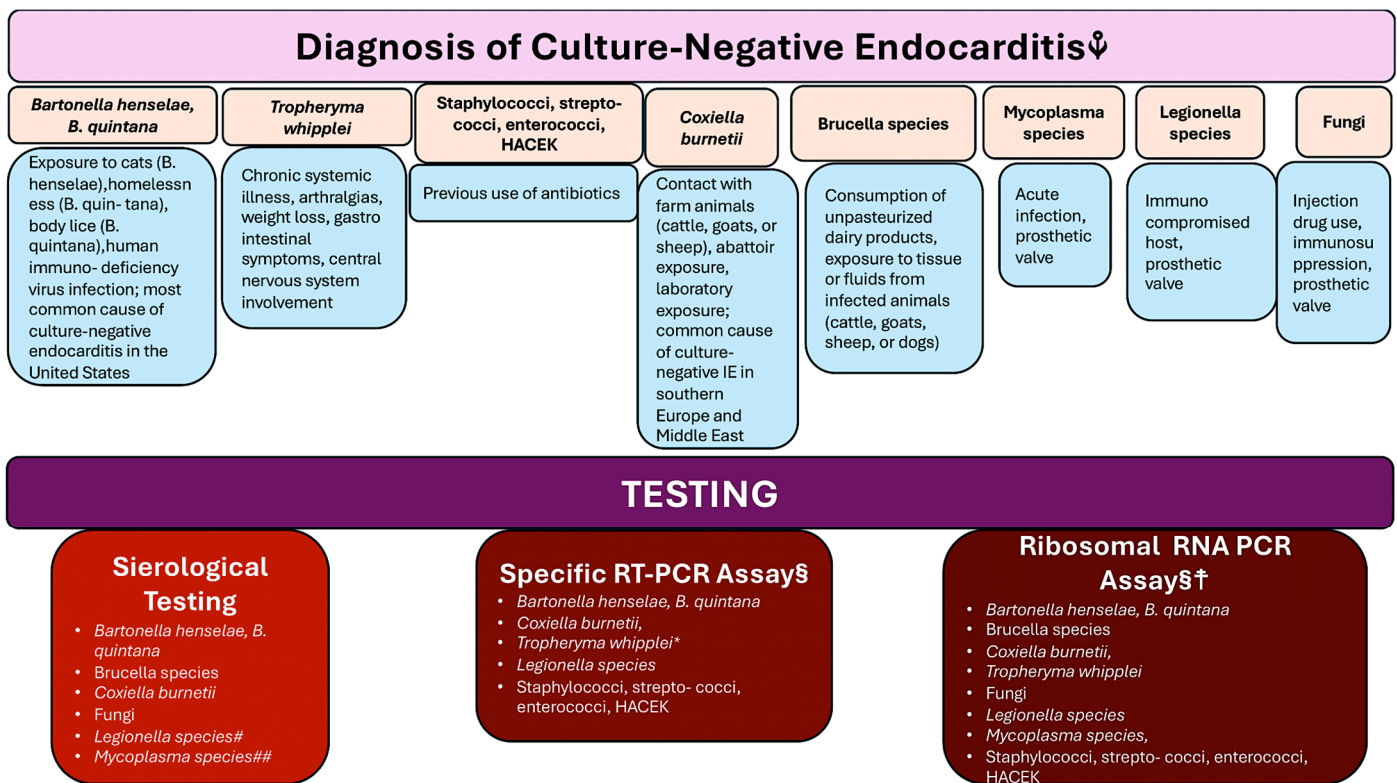 Diagnosis of Culture-Negative Endocarditis⚘
Bartonella henselae,
B. quintana
Exposure to cats (B.
henselae),homelessn
ess (B. quin- tana),
body lice (B.
quintana),human
immuno- deficiency
virus infection; most
common cause of
culture-negative
endocarditis in the
United States
Tropheryma
whipplei
Chronic systemic
illness, arthralgias,
weight loss, gastro
intestinal
symptoms, central
nervous system
involvement
Staphylococci, strepto-
cocci, enterococci,
HACEK
Previous use of antibiotics
Coxiella
burnetii
Contact with
farm animals
(cattle, goats, or
sheep), abattoir
exposure,
laboratory
exposure;
common cause
of culture-
negative IE in
southern
Europe and
Middle East
Brucella species
Consumption of
unpasteurized
dairy products,
exposure to tissue
or fluids from
infected animals
(cattle, goats,
sheep, or dogs)
Mycoplasma
species
Acute
infection,
prosthetic
valve
Legionella
species
Immuno
compromised
host,
prosthetic
valve
Fungi
Injection
drug use,
immunosu
ppression,
prosthetic
valve
TESTING
Sierological
Testing
• Bartonella henselae, B.
quintana
• Brucella species
• Coxiella burnetii
• Fungi
• Legionella species#
• Mycoplasma species##
Specific RT-PCR Assay§
• Bartonella henselae, B. quintana
• Coxiella burnetii,
• Tropheryma whipplei*
• Legionella species
• Staphylococci, strepto- cocci,
enterococci, HACEK
Ribosomal RNA PCR
Assay§†
• Bartonella henselae, B. quintana
• Brucella species
• Coxiella burnetii,
• Tropheryma whipplei
• Fungi
• Legionella species
• Mycoplasma species,
• Staphylococci, strepto- cocci, enterococci,
HACEK